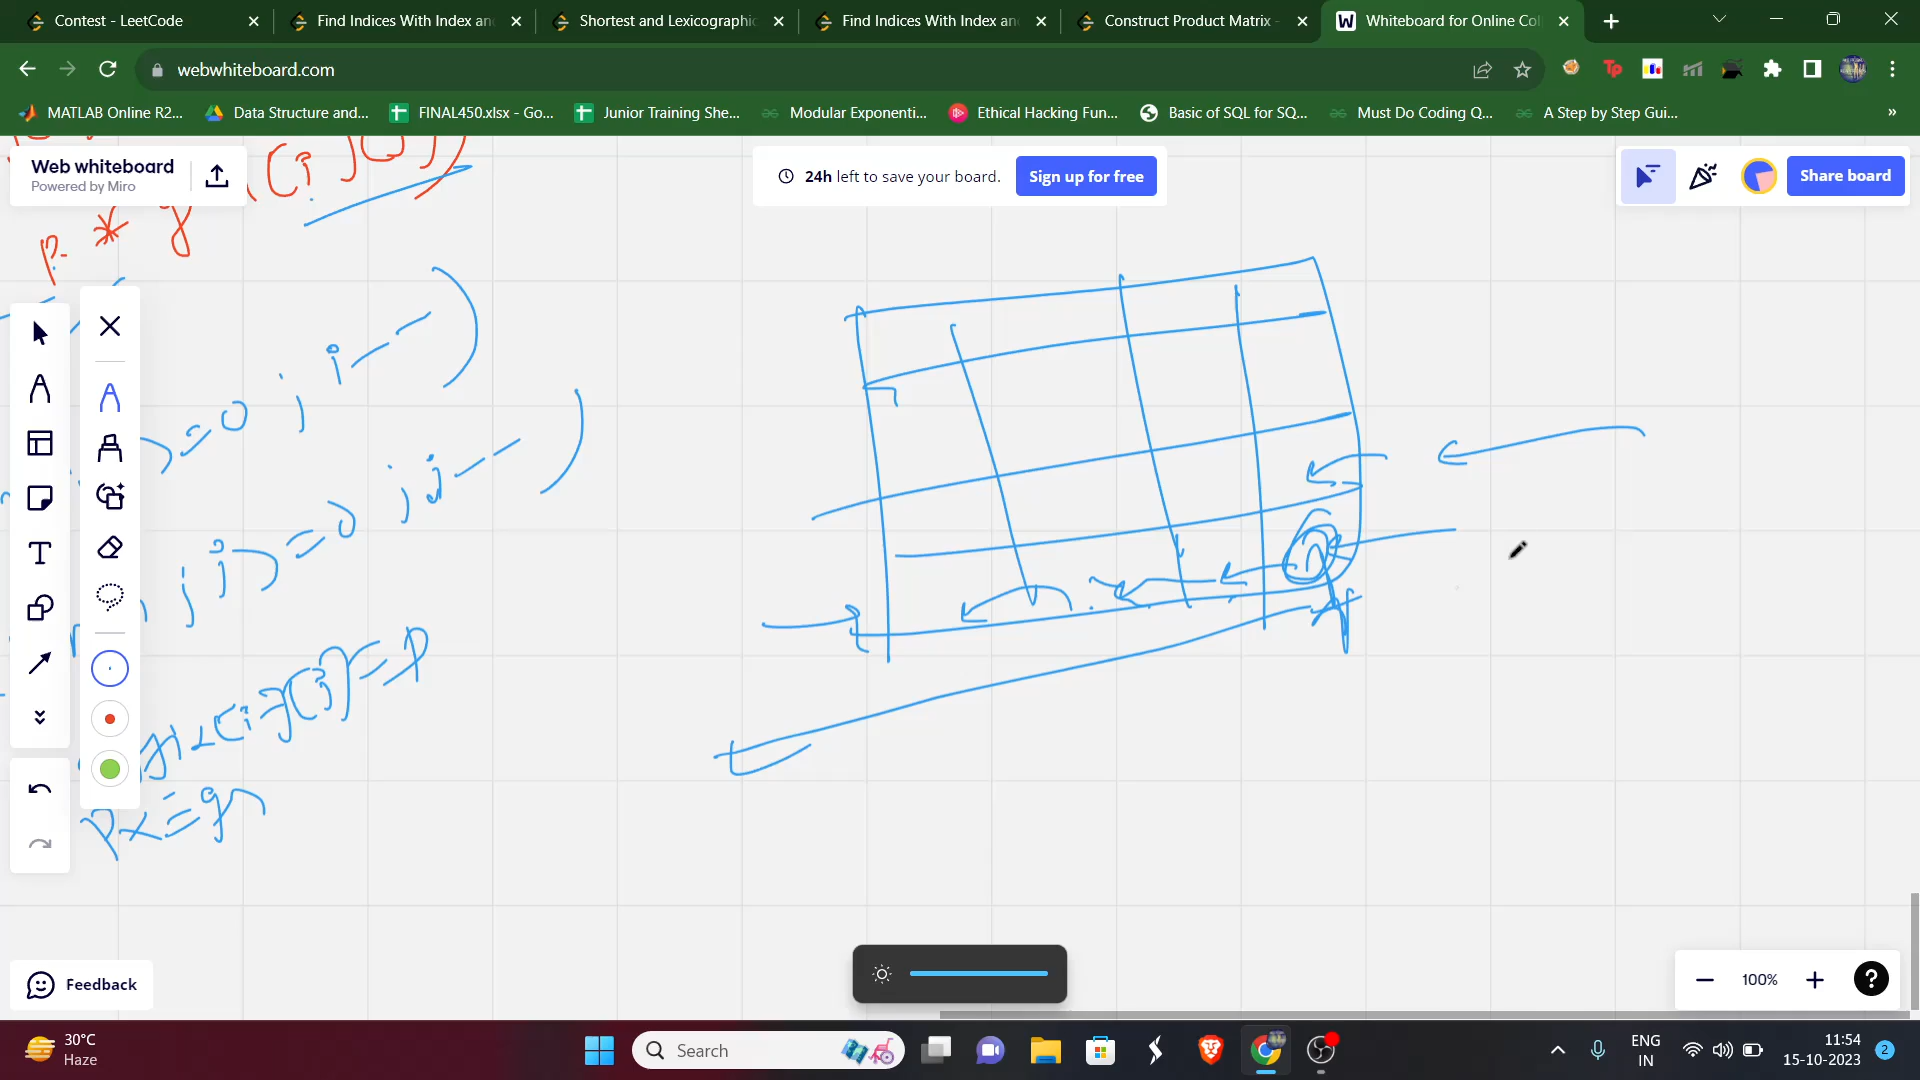 Contest - LeetCode
Find Indices With Index an
Shortest and Lexicographic
Find Indices With Index an
Construct Product Matrix -
Whiteboard for Online Col
webwhiteboard.com
MATLAB Online R2...
Data Structure and...
FINAL450.xlsx - Go...
Junior Training She...
Modular Exponenti...
Ethical Hacking Fun...
Basic of SQL for SQ...
Must Do Coding Q...
A Step by Step Gui...
»
Web whiteboard
Powered by Miro
24h left to save your board.
Sign up for free
Share board
i--)
>=0 ;
j>=0 ; j--)
[i][j]=p
Feedback
100%
30°C
Haze
Search
ENG
IN
11:54
15-10-2023
2